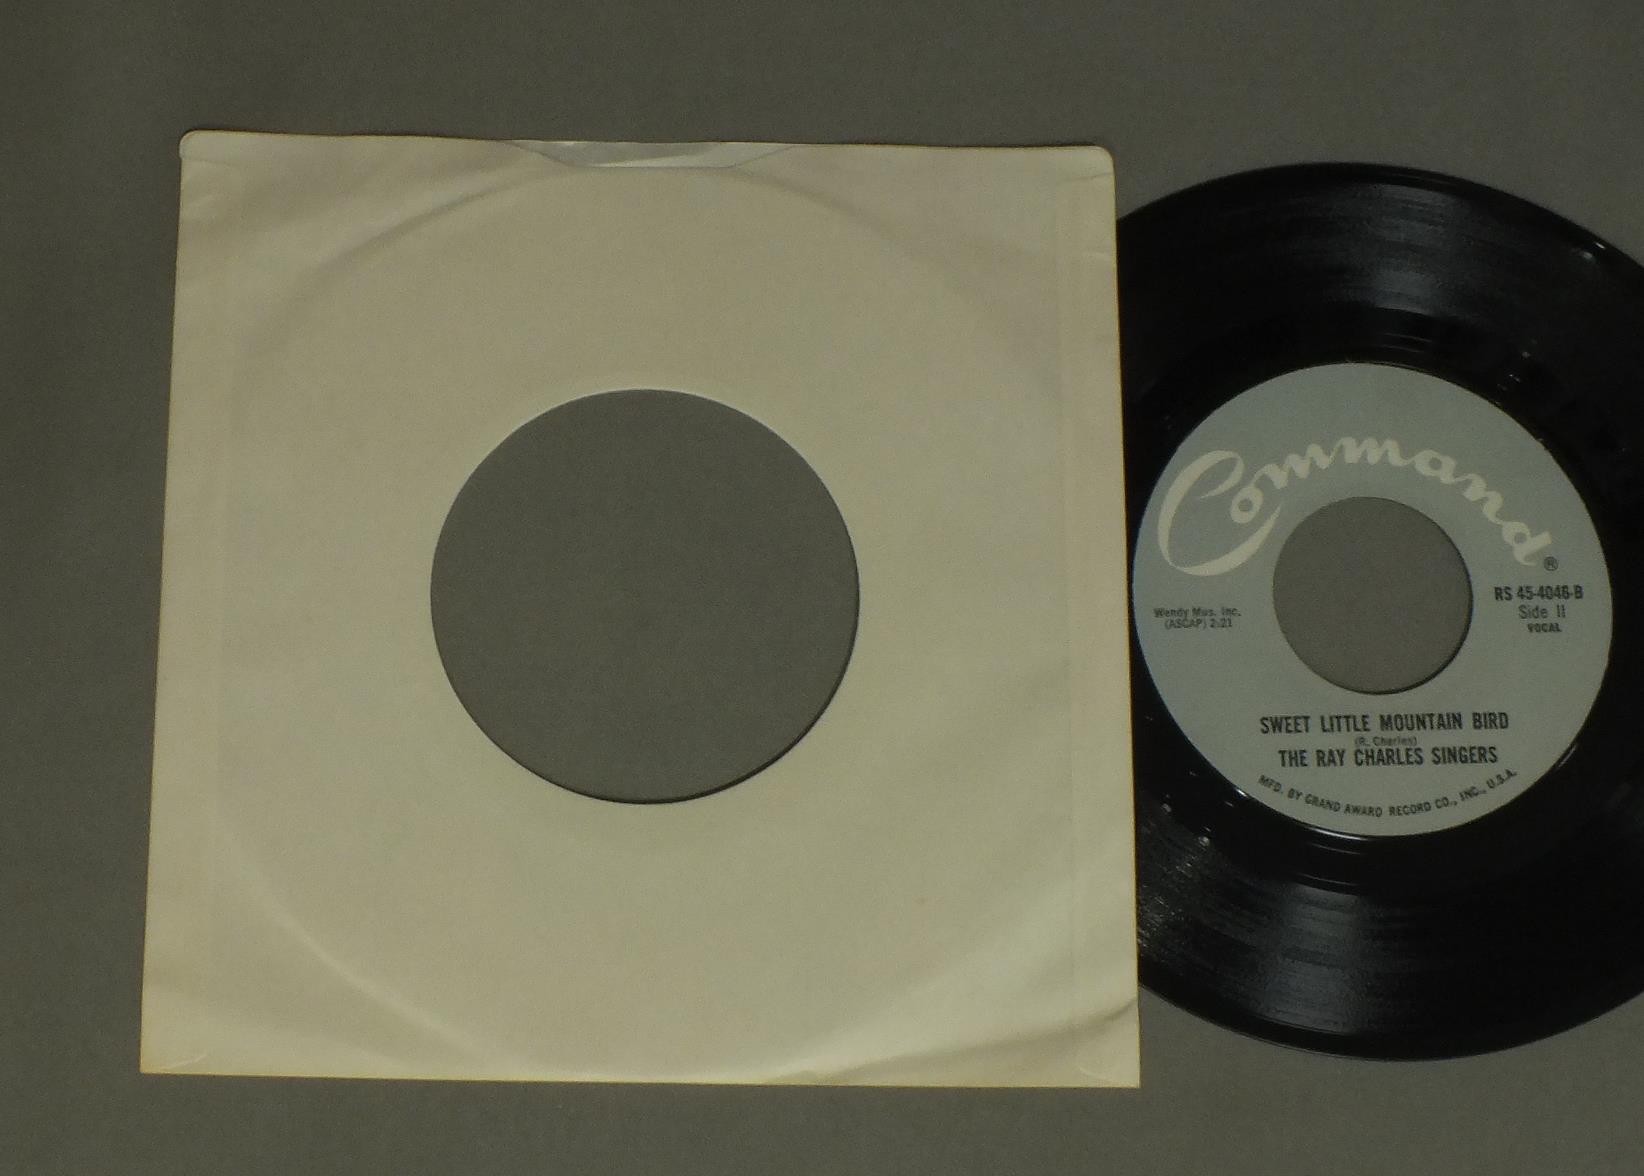 Command®
RS 45-4046-B
Side II
VOCAL
Wendy Mus. Inc.
(ASCAP) 2:21
SWEET LITTLE MOUNTAIN BIRD
(R. Charles)
THE RAY CHARLES SINGERS
MFD. BY GRAND AWARD RECORD CO., INC., U.S.A.